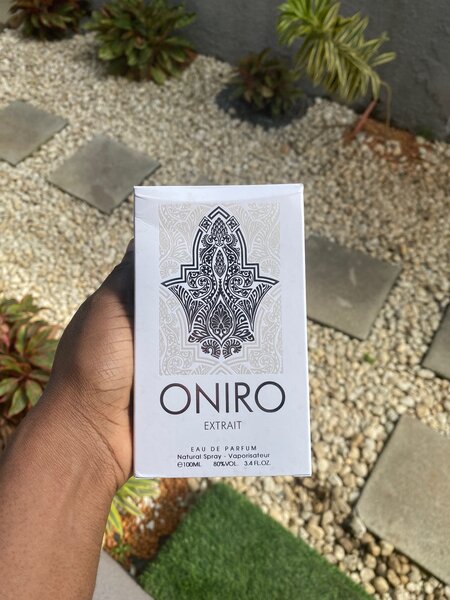 ONIRO
EXTRAIT
EAU DE PARFUM
Natural Spray - Vaporisateur
℮100ML 80%VOL. 3.4 FL.OZ.